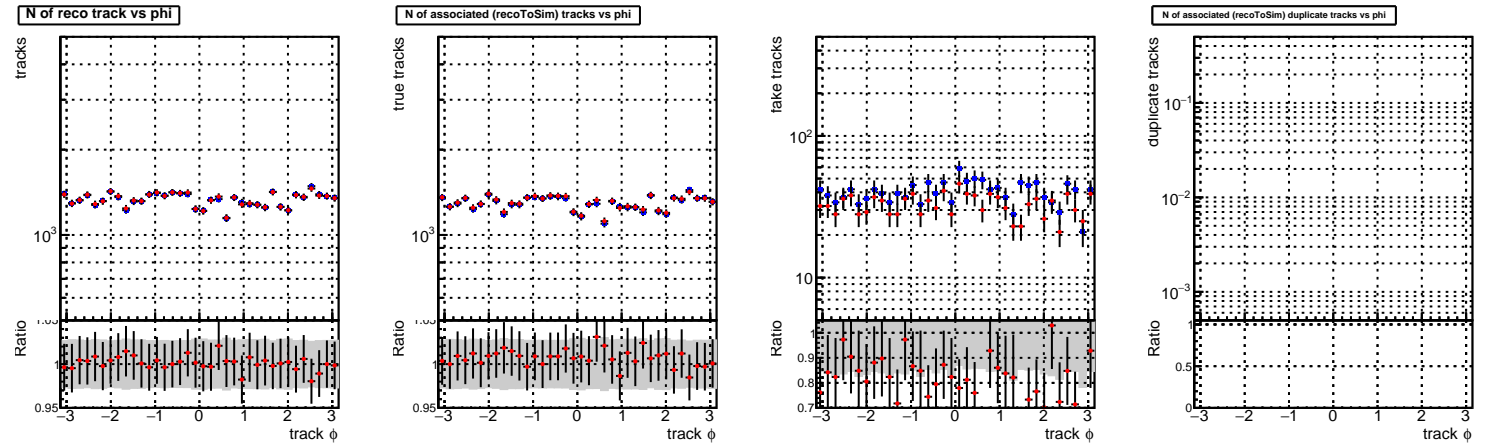 N of reco track vs phi
tracks
10³
Ratio
1.05
1
0.95
−3 −2 −1 0 1 2 3
track ϕ
N of associated (recoToSim) tracks vs phi
true tracks
10³
Ratio
1.05
1
0.95
−3 −2 −1 0 1 2 3
track ϕ
fake tracks
10²
10
Ratio
1
0.9
0.8
0.7
−3 −2 −1 0 1 2 3
track ϕ
N of associated (recoToSim) duplicate tracks vs phi
duplicate tracks
10⁻¹
10⁻²
10⁻³
Ratio
1
0.5
0
−3 −2 −1 0 1 2 3
track ϕ